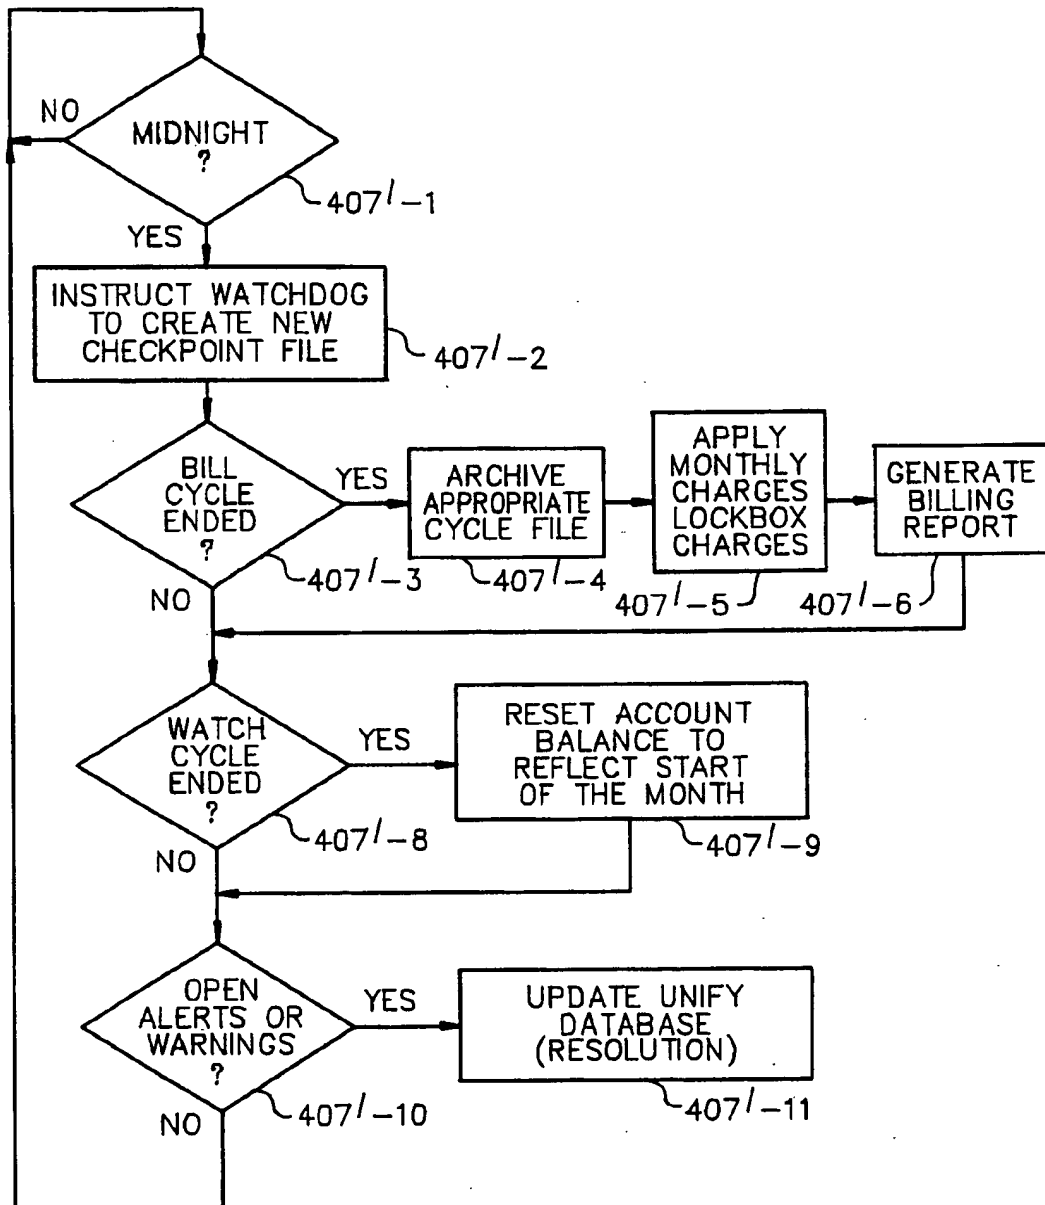 NO
MIDNIGHT
?
407'-1
YES
INSTRUCT WATCHDOG
TO CREATE NEW
CHECKPOINT FILE
407'-2
BILL
CYCLE
ENDED
?
YES
407'-3
NO
ARCHIVE
APPROPRIATE
CYCLE FILE
407'-4
APPLY
MONTHLY
CHARGES
LOCKBOX
CHARGES
407'-5
GENERATE
BILLING
REPORT
407'-6
WATCH
CYCLE
ENDED
?
YES
407'-8
NO
RESET ACCOUNT
BALANCE TO
REFLECT START
OF THE MONTH
407'-9
OPEN
ALERTS OR
WARNINGS
?
YES
407'-10
NO
UPDATE UNIFY
DATABASE
(RESOLUTION)
407'-11